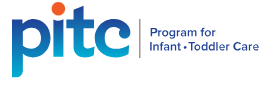 pitc
Program for
Infant • Toddler Care